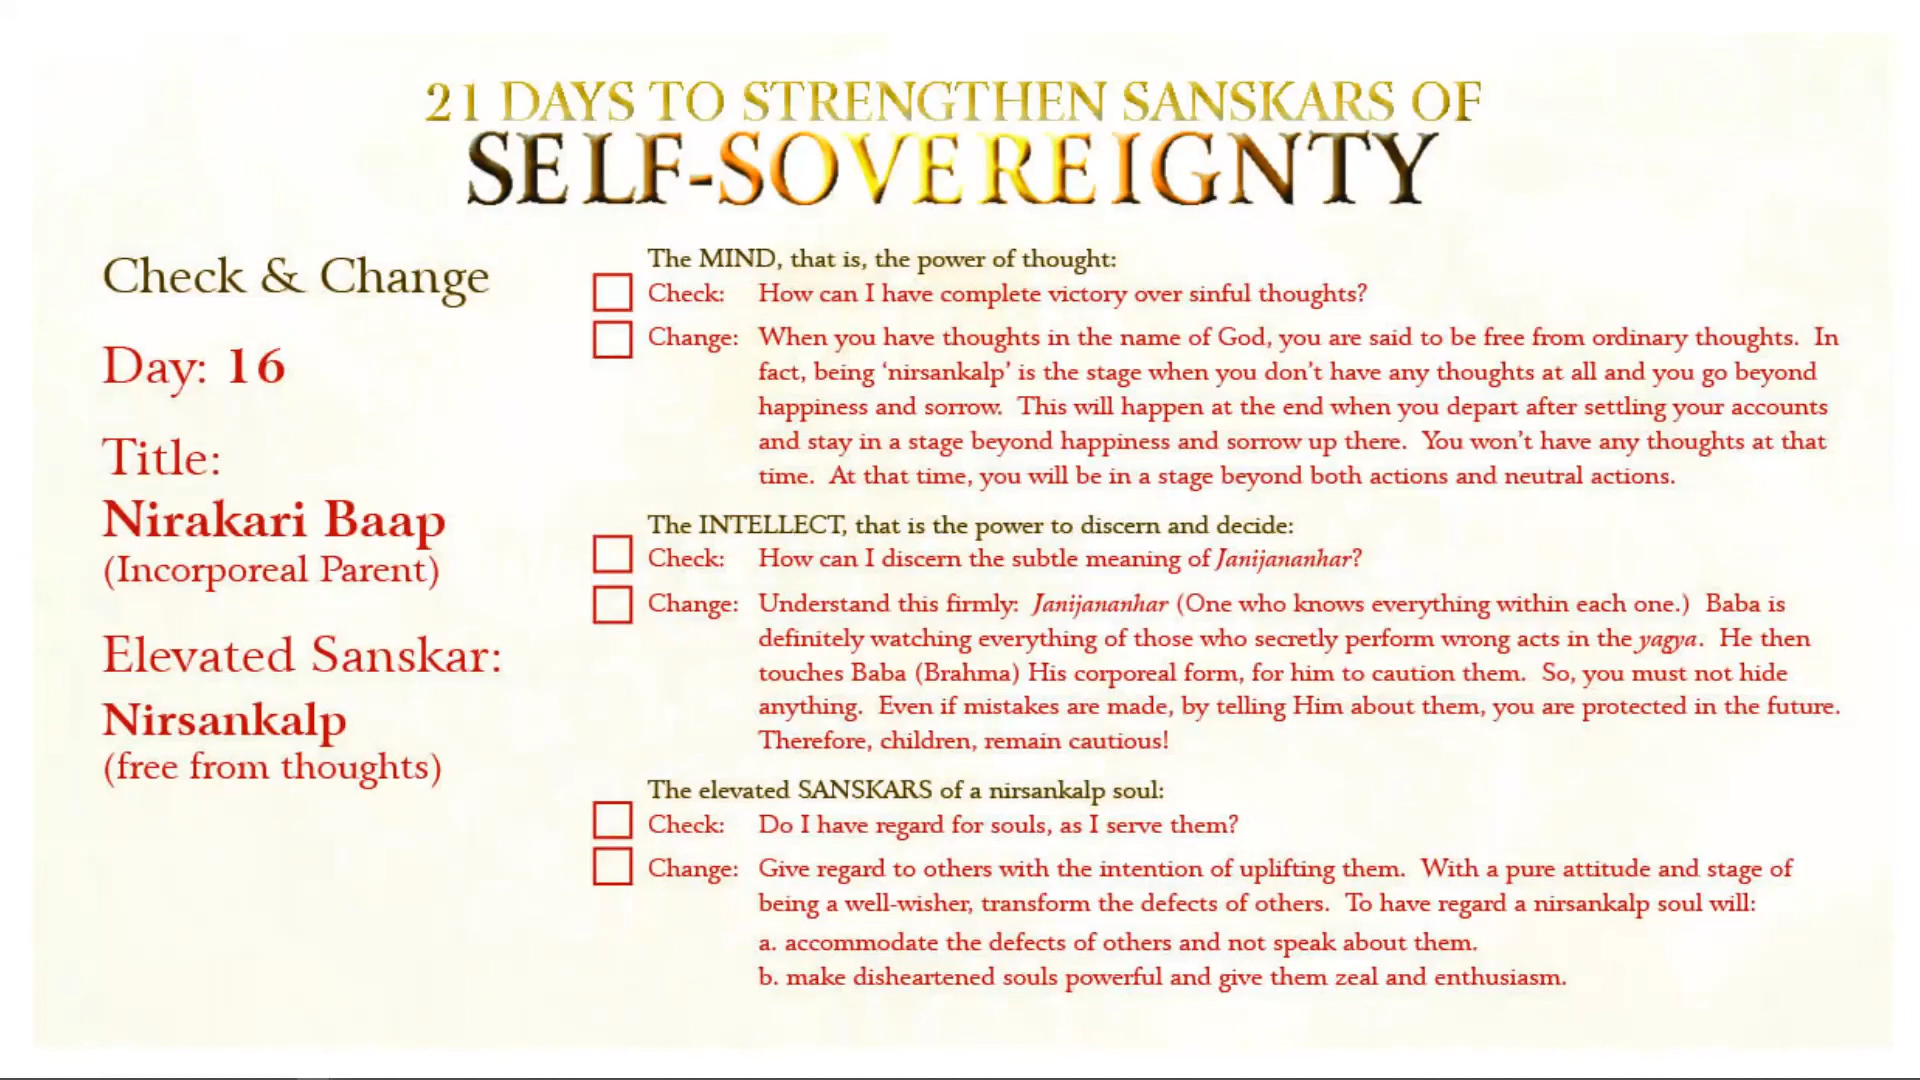 21 DAYS TO STRENGTHEN SANSKARS OF
SELF-SOVEREIGNTY
Check & Change
Day: 16
Title:
Nirakari Baap
(Incorporeal Parent)
Elevated Sanskar:
Nirsankalp
(free from thoughts)
The MIND, that is, the power of thought:
Check: How can I have complete victory over sinful thoughts?
Change: When you have thoughts in the name of God, you are said to be free from ordinary thoughts. In
fact, being ‘nirsankalp’ is the stage when you don’t have any thoughts at all and you go beyond
happiness and sorrow. This will happen at the end when you depart after settling your accounts
and stay in a stage beyond happiness and sorrow up there. You won’t have any thoughts at that
time. At that time, you will be in a stage beyond both actions and neutral actions.
The INTELLECT, that is the power to discern and decide:
Check: How can I discern the subtle meaning of Janijananhar?
Change: Understand this firmly: Janijananhar (One who knows everything within each one.) Baba is
definitely watching everything of those who secretly perform wrong acts in the yagya. He then
touches Baba (Brahma) His corporeal form, for him to caution them. So, you must not hide
anything. Even if mistakes are made, by telling Him about them, you are protected in the future.
Therefore, children, remain cautious!
The elevated SANSKARS of a nirsankalp soul:
Check: Do I have regard for souls, as I serve them?
Change: Give regard to others with the intention of uplifting them. With a pure attitude and stage of
being a well-wisher, transform the defects of others. To have regard a nirsankalp soul will:
a. accommodate the defects of others and not speak about them.
b. make disheartened souls powerful and give them zeal and enthusiasm.